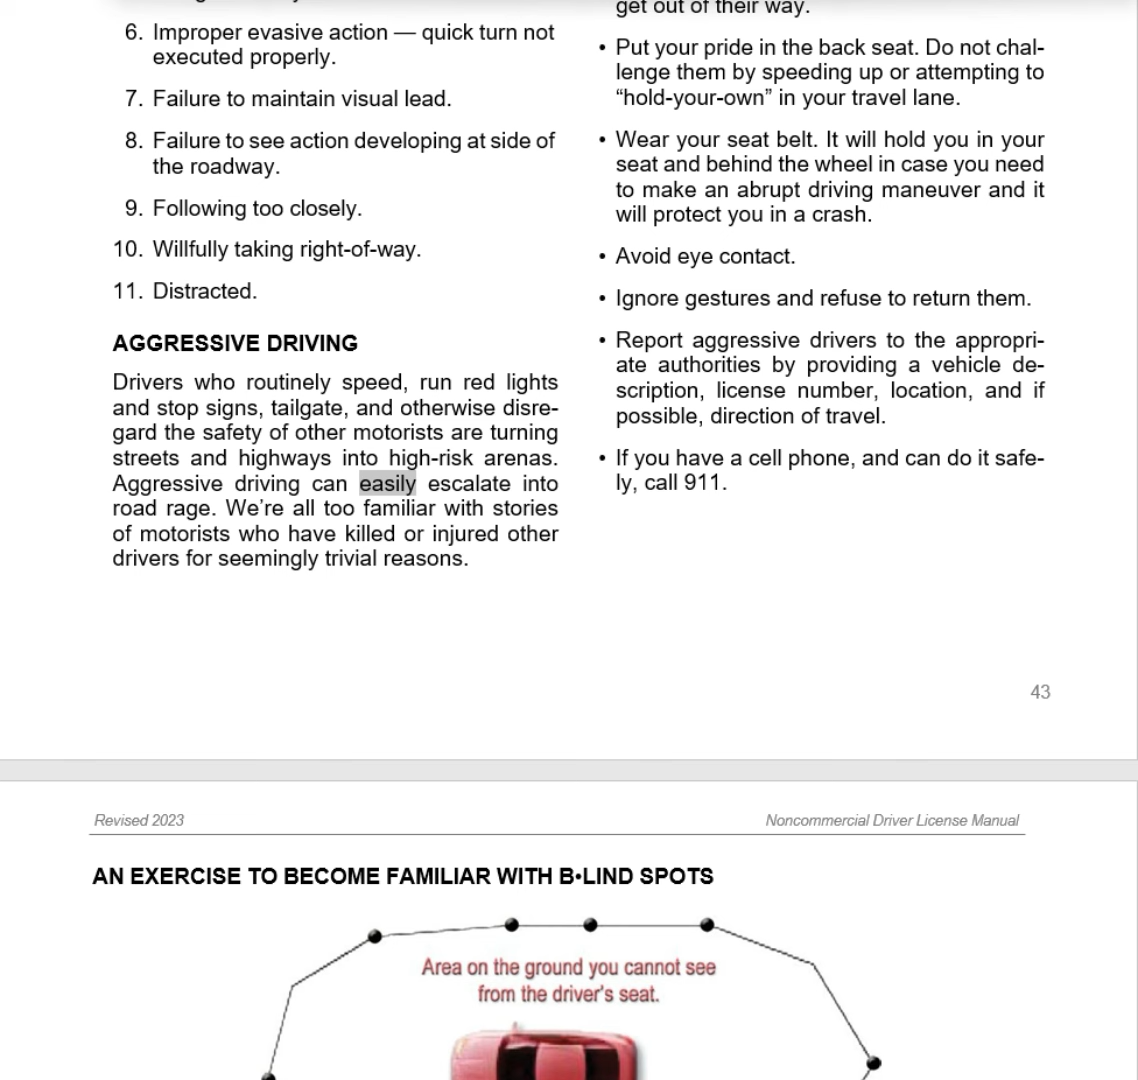 6. Improper evasive action — quick turn not
executed properly.
7. Failure to maintain visual lead.
8. Failure to see action developing at side of
the roadway.
9. Following too closely.
10. Willfully taking right-of-way.
11. Distracted.
AGGRESSIVE DRIVING
Drivers who routinely speed, run red lights
and stop signs, tailgate, and otherwise disre-
gard the safety of other motorists are turning
streets and highways into high-risk arenas.
Aggressive driving can easily escalate into
road rage. We’re all too familiar with stories
of motorists who have killed or injured other
drivers for seemingly trivial reasons.
get out of their way.
• Put your pride in the back seat. Do not chal-
lenge them by speeding up or attempting to
“hold-your-own” in your travel lane.
• Wear your seat belt. It will hold you in your
seat and behind the wheel in case you need
to make an abrupt driving maneuver and it
will protect you in a crash.
• Avoid eye contact.
• Ignore gestures and refuse to return them.
• Report aggressive drivers to the appropri-
ate authorities by providing a vehicle de-
scription, license number, location, and if
possible, direction of travel.
• If you have a cell phone, and can do it safe-
ly, call 911.
43
Revised 2023
Noncommercial Driver License Manual
AN EXERCISE TO BECOME FAMILIAR WITH B•LIND SPOTS
Area on the ground you cannot see
from the driver's seat.